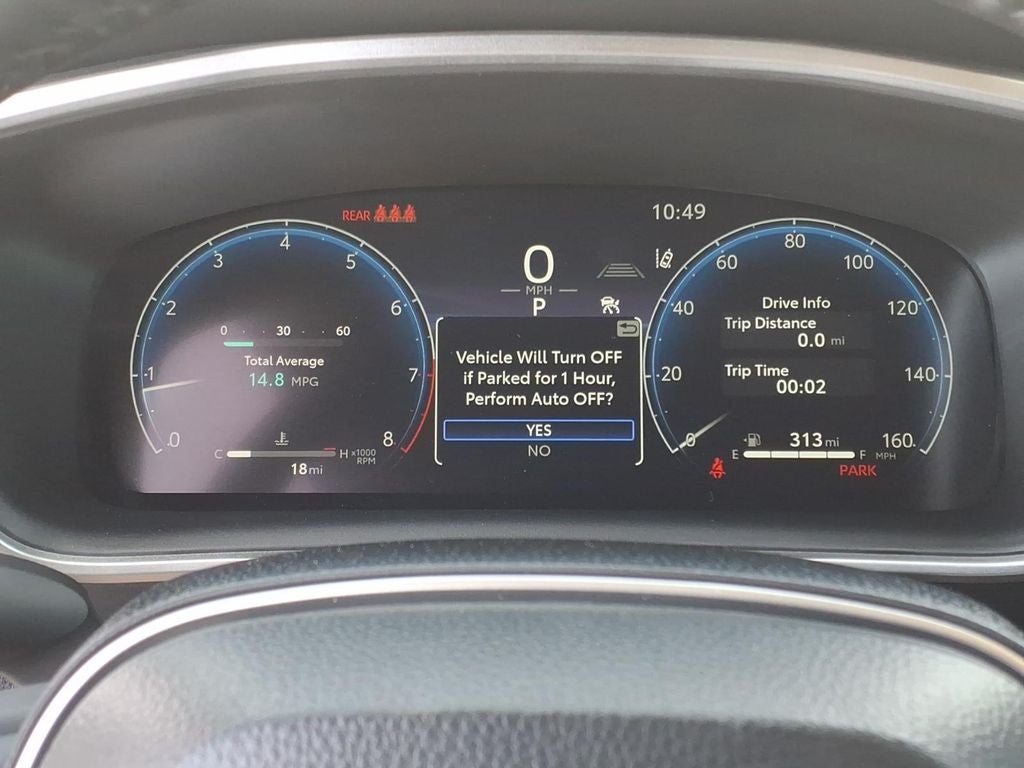 REAR
10:49
0
MPH
P
0 1 2 3 4 5 6 7 8
x1000
RPM
0 30 60
Total Average
14.8 MPG
C H
18 mi
Vehicle Will Turn OFF
if Parked for 1 Hour,
Perform Auto OFF?
YES
NO
0 20 40 60 80 100 120 140 160
MPH
Drive Info
Trip Distance
0.0 mi
Trip Time
00:02
313 mi
E F
PARK